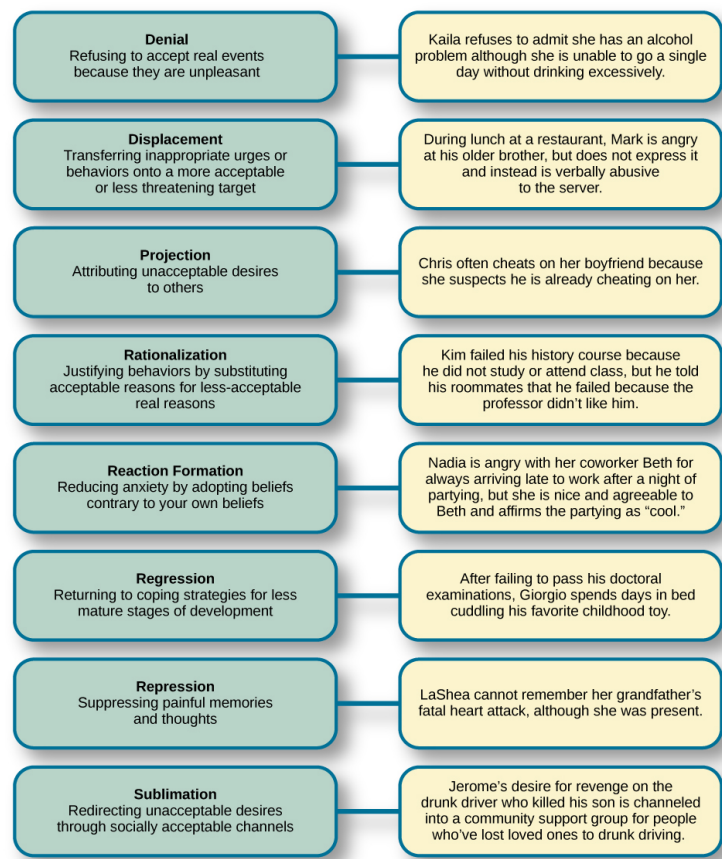 Denial
Refusing to accept real events
because they are unpleasant
Kaila refuses to admit she has an alcohol
problem although she is unable to go a single
day without drinking excessively.
Displacement
Transferring inappropriate urges or
behaviors onto a more acceptable
or less threatening target
During lunch at a restaurant, Mark is angry
at his older brother, but does not express it
and instead is verbally abusive
to the server.
Projection
Attributing unacceptable desires
to others
Chris often cheats on her boyfriend because
she suspects he is already cheating on her.
Rationalization
Justifying behaviors by substituting
acceptable reasons for less-acceptable
real reasons
Kim failed his history course because
he did not study or attend class, but he told
his roommates that he failed because the
professor didn’t like him.
Reaction Formation
Reducing anxiety by adopting beliefs
contrary to your own beliefs
Nadia is angry with her coworker Beth for
always arriving late to work after a night of
partying, but she is nice and agreeable to
Beth and affirms the partying as “cool.”
Regression
Returning to coping strategies for less
mature stages of development
After failing to pass his doctoral
examinations, Giorgio spends days in bed
cuddling his favorite childhood toy.
Repression
Suppressing painful memories
and thoughts
LaShea cannot remember her grandfather’s
fatal heart attack, although she was present.
Sublimation
Redirecting unacceptable desires
through socially acceptable channels
Jerome’s desire for revenge on the
drunk driver who killed his son is channeled
into a community support group for people
who’ve lost loved ones to drunk driving.